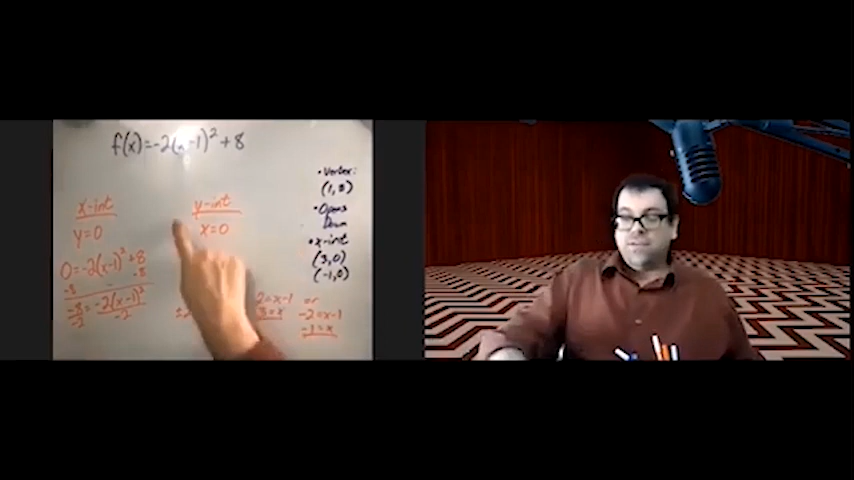 f(x)=-2(x-1)²+8
x-int
y=0
0=-2(x-1)²+8
-8 -8
-8 = -2(x-1)²
-2 -2
y-int
x=0
±2
2=x-1
3=x
or
-2=x-1
-1=x
• Vertex:
(1,8)
• Opens
Down
• x-int
(3,0)
(-1,0)